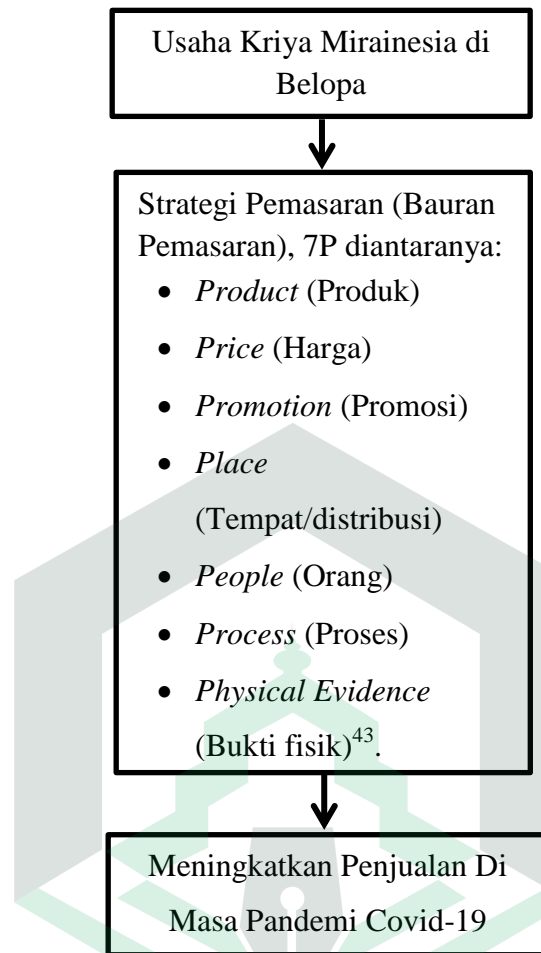 Usaha Kriya Mirainesia di
Belopa
Strategi Pemasaran (Bauran
Pemasaran), 7P diantaranya:
• Product (Produk)
• Price (Harga)
• Promotion (Promosi)
• Place
(Tempat/distribusi)
• People (Orang)
• Process (Proses)
• Physical Evidence
(Bukti fisik)⁴³.
Meningkatkan Penjualan Di
Masa Pandemi Covid-19